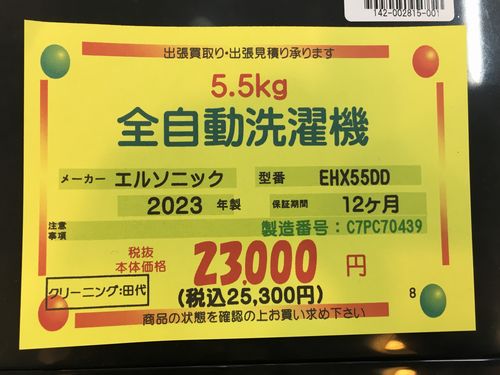 142-002815-001
出張買取り・出張見積り承ります
5.5kg
全自動洗濯機
メーカー エルソニック 型番 EHX55DD
2023 年製 保証期間 12ヶ月
注意事項 製造番号：C7PC70439
税抜
本体価格 23,000 円
クリーニング:田代 (税込25,300円) 8
商品の状態を確認の上お買い求め下さい